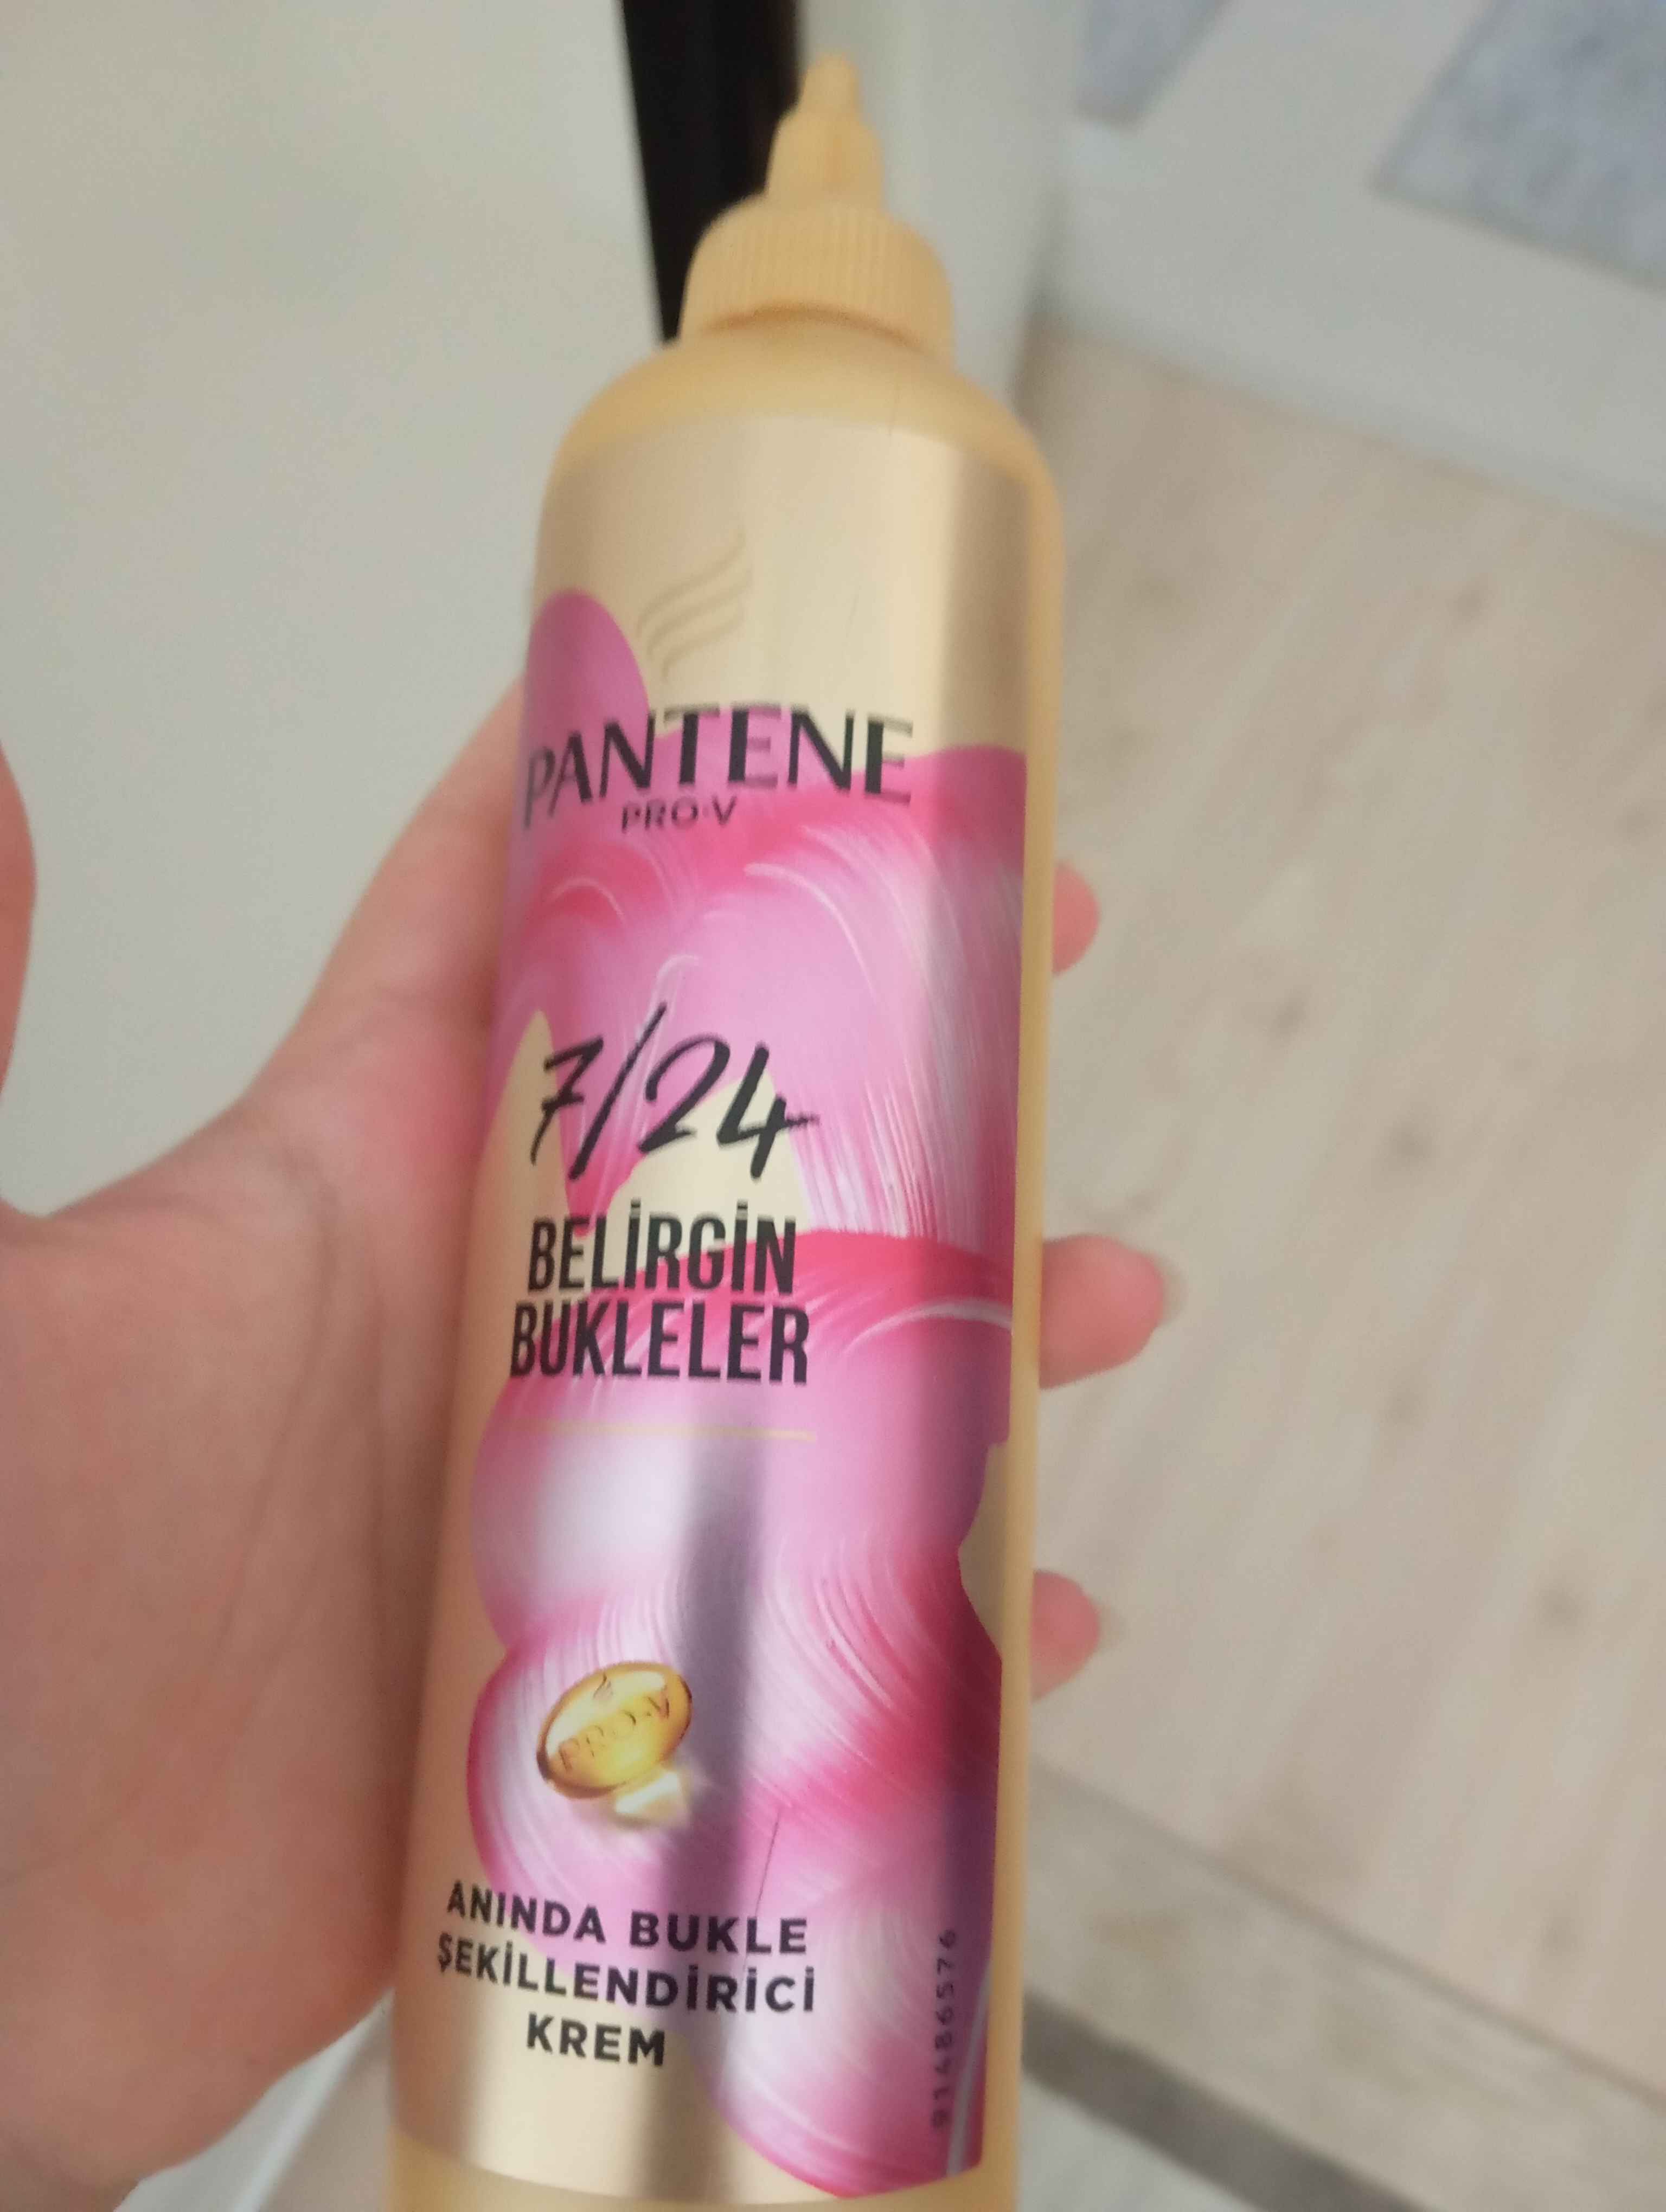 PANTENE
PRO-V
7/24
BELİRGİN
BUKLELER
PRO-V
ANINDA BUKLE
ŞEKİLLENDİRİCİ
KREM
91486576